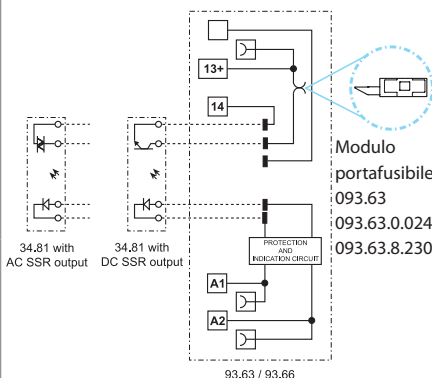 13+
14
Modulo
portafusibile
093.63
093.63.0.024
093.63.8.230
34.81 with
AC SSR output
34.81 with
DC SSR output
PROTECTION
AND
INDICATION CIRCUIT
A1
A2
93.63 / 93.66